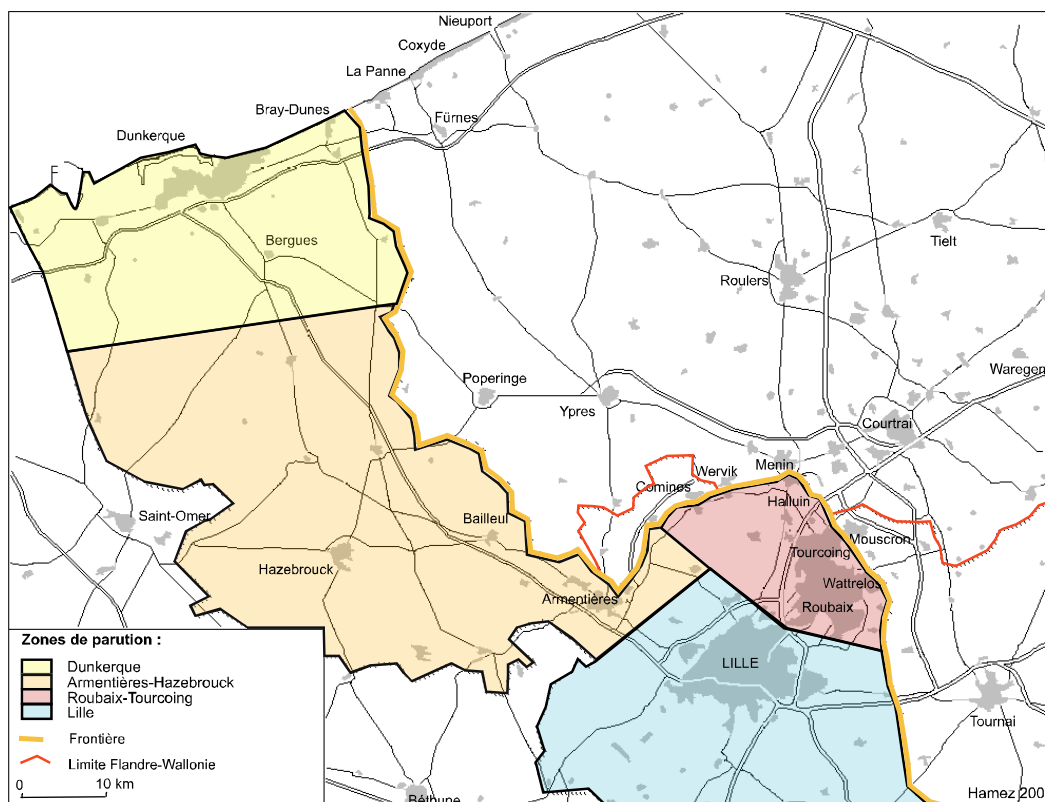 Nieuport
Coxyde
La Panne
Bray-Dunes
Fürnes
Dunkerque
Bergues
Tielt
Roulers
Waregem
Poperinge
Ypres
Courtrai
Wervik
Menin
Comines
Halluin
Saint-Omer
Bailleul
Mouscron
Tourcoing
Hazebrouck
Wattrelos
Armentières
Roubaix
LILLE
Tournai
Béthune
Zones de parution :
Dunkerque
Armentières-Hazebrouck
Roubaix-Tourcoing
Lille
Frontière
Limite Flandre-Wallonie
0 10 km
Hamez 200